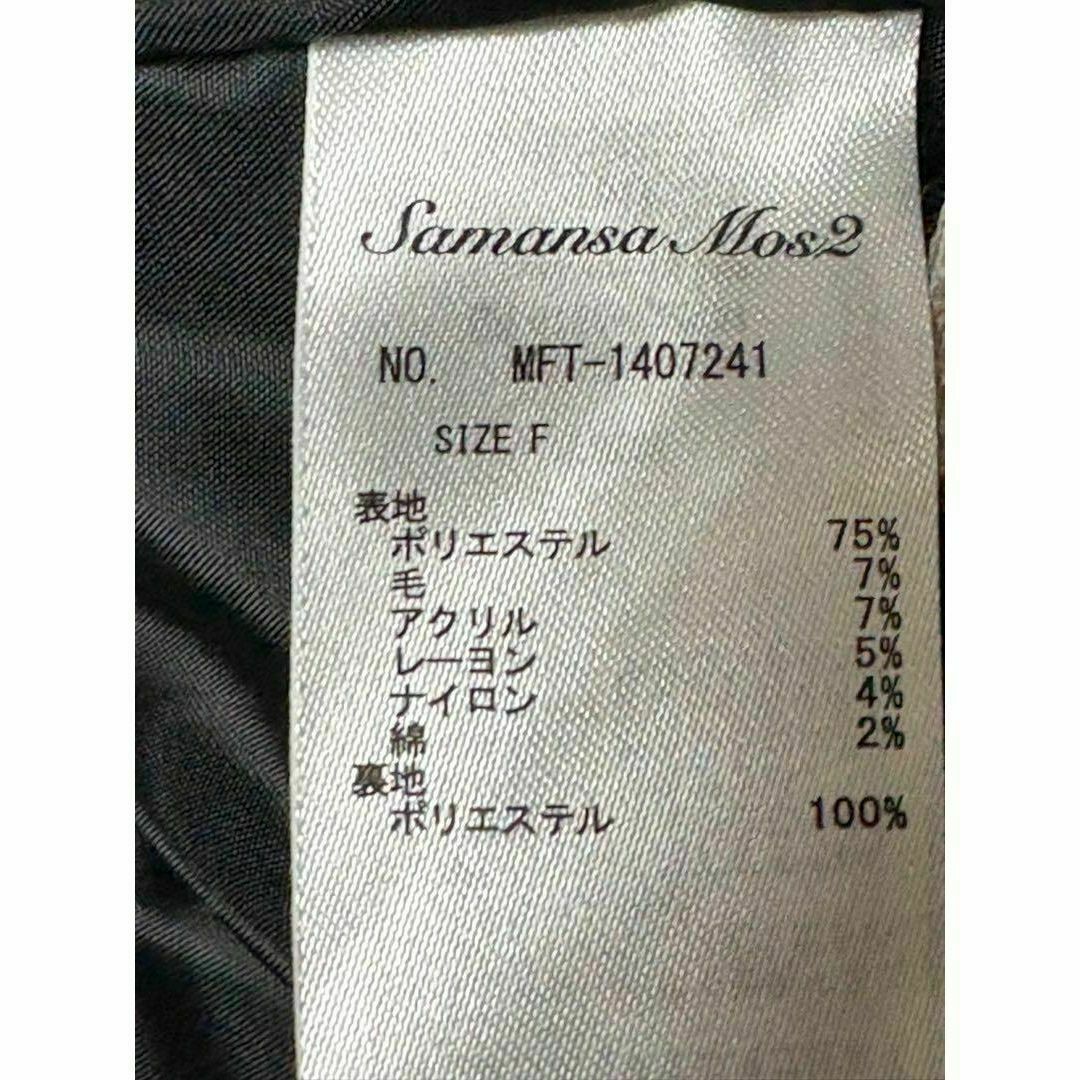 Samansa Mos2
NO. MFT-1407241
SIZE F
表地
ポリエステル 75%
毛 7%
アクリル 7%
レーヨン 5%
ナイロン 4%
綿 2%
裏地
ポリエステル 100%